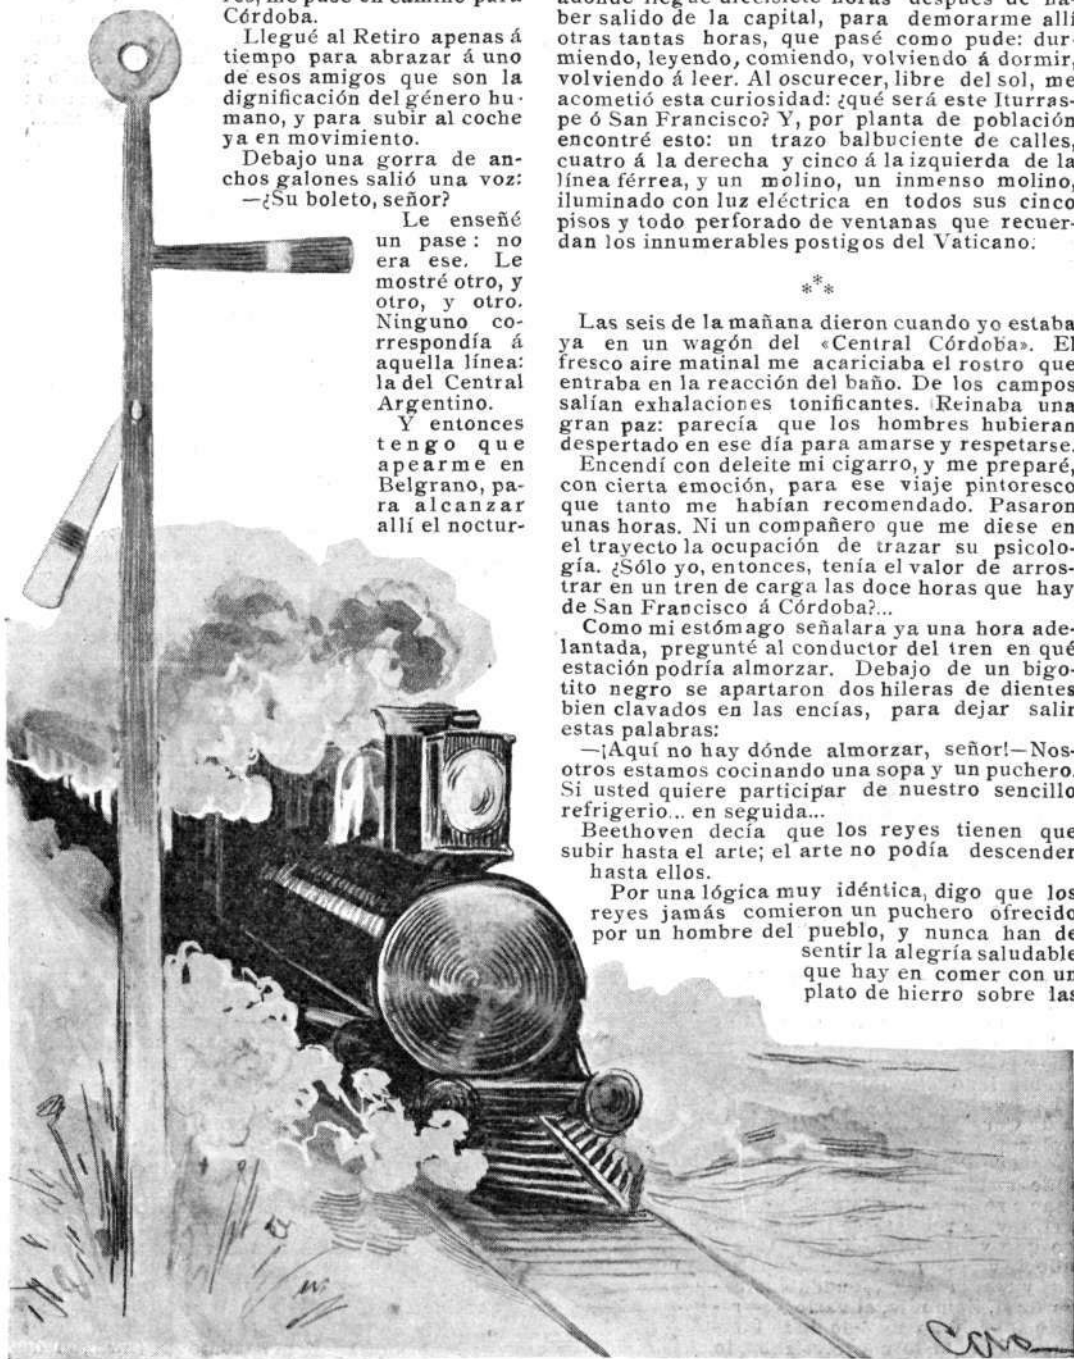 Córdoba.
Llegué al Retiro apenas á
tiempo para abrazar á uno
de esos amigos que son la
dignificación del género hu-
mano, y para subir al coche
ya en movimiento.
Debajo una gorra de an-
chos galones salió una voz:
—¿Su boleto, señor?
Le enseñé
un pase: no
era ese. Le
mostré otro, y
otro, y otro.
Ninguno co-
rrespondía á
aquella línea:
la del Central
Argentino.
Y entonces
tengo que
apearme en
Belgrano, pa-
ra alcanzar
allí el noctur-
ber salido de la capital, para demorarme allí
otras tantas horas, que pasé como pude: dur-
miendo, leyendo, comiendo, volviendo á dormir,
volviendo á leer. Al oscurecer, libre del sol, me
acometió esta curiosidad: ¿qué será este Iturras-
pe ó San Francisco? Y, por planta de población
encontré esto: un trazo balbuciente de calles,
cuatro á la derecha y cinco á la izquierda de la
línea férrea, y un molino, un inmenso molino,
iluminado con luz eléctrica en todos sus cinco
pisos y todo perforado de ventanas que recuer-
dan los innumerables postigos del Vaticano.
***
Las seis de la mañana dieron cuando yo estaba
ya en un wagón del «Central Córdoba». El
fresco aire matinal me acariciaba el rostro que
entraba en la reacción del baño. De los campos
salían exhalaciones tonificantes. Reinaba una
gran paz: parecía que los hombres hubieran
despertado en ese día para amarse y respetarse.
Encendí con deleite mi cigarro, y me preparé,
con cierta emoción, para ese viaje pintoresco
que tanto me habían recomendado. Pasaron
unas horas. Ni un compañero que me diese en
el trayecto la ocupación de trazar su psicolo-
gía. ¿Sólo yo, entonces, tenía el valor de arros-
trar en un tren de carga las doce horas que hay
de San Francisco á Córdoba?...
Como mi estómago señalara ya una hora ade-
lantada, pregunté al conductor del tren en qué
estación podría almorzar. Debajo de un bigo-
tito negro se apartaron dos hileras de dientes
bien clavados en las encías, para dejar salir
estas palabras:
—¡Aquí no hay dónde almorzar, señor!—Nos-
otros estamos cocinando una sopa y un puchero.
Si usted quiere participar de nuestro sencillo
refrigerio... en seguida...
Beethoven decía que los reyes tienen que
subir hasta el arte; el arte no podía descender
hasta ellos.
Por una lógica muy idéntica, digo que los
reyes jamás comieron un puchero ofrecido
por un hombre del pueblo, y nunca han de
sentir la alegría saludable
que hay en comer con un
plato de hierro sobre las